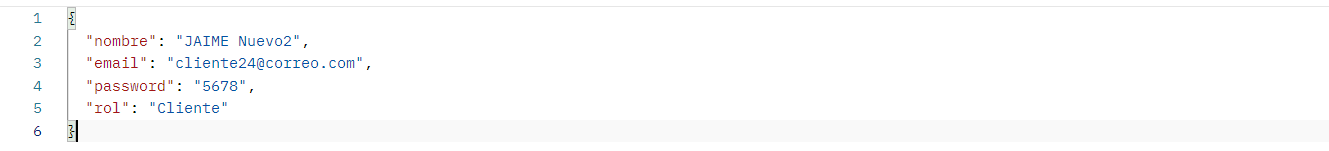 1 {
2 "nombre": "JAIME Nuevo2",
3 "email": "cliente24@correo.com",
4 "password": "5678",
5 "rol": "Cliente"
6 }